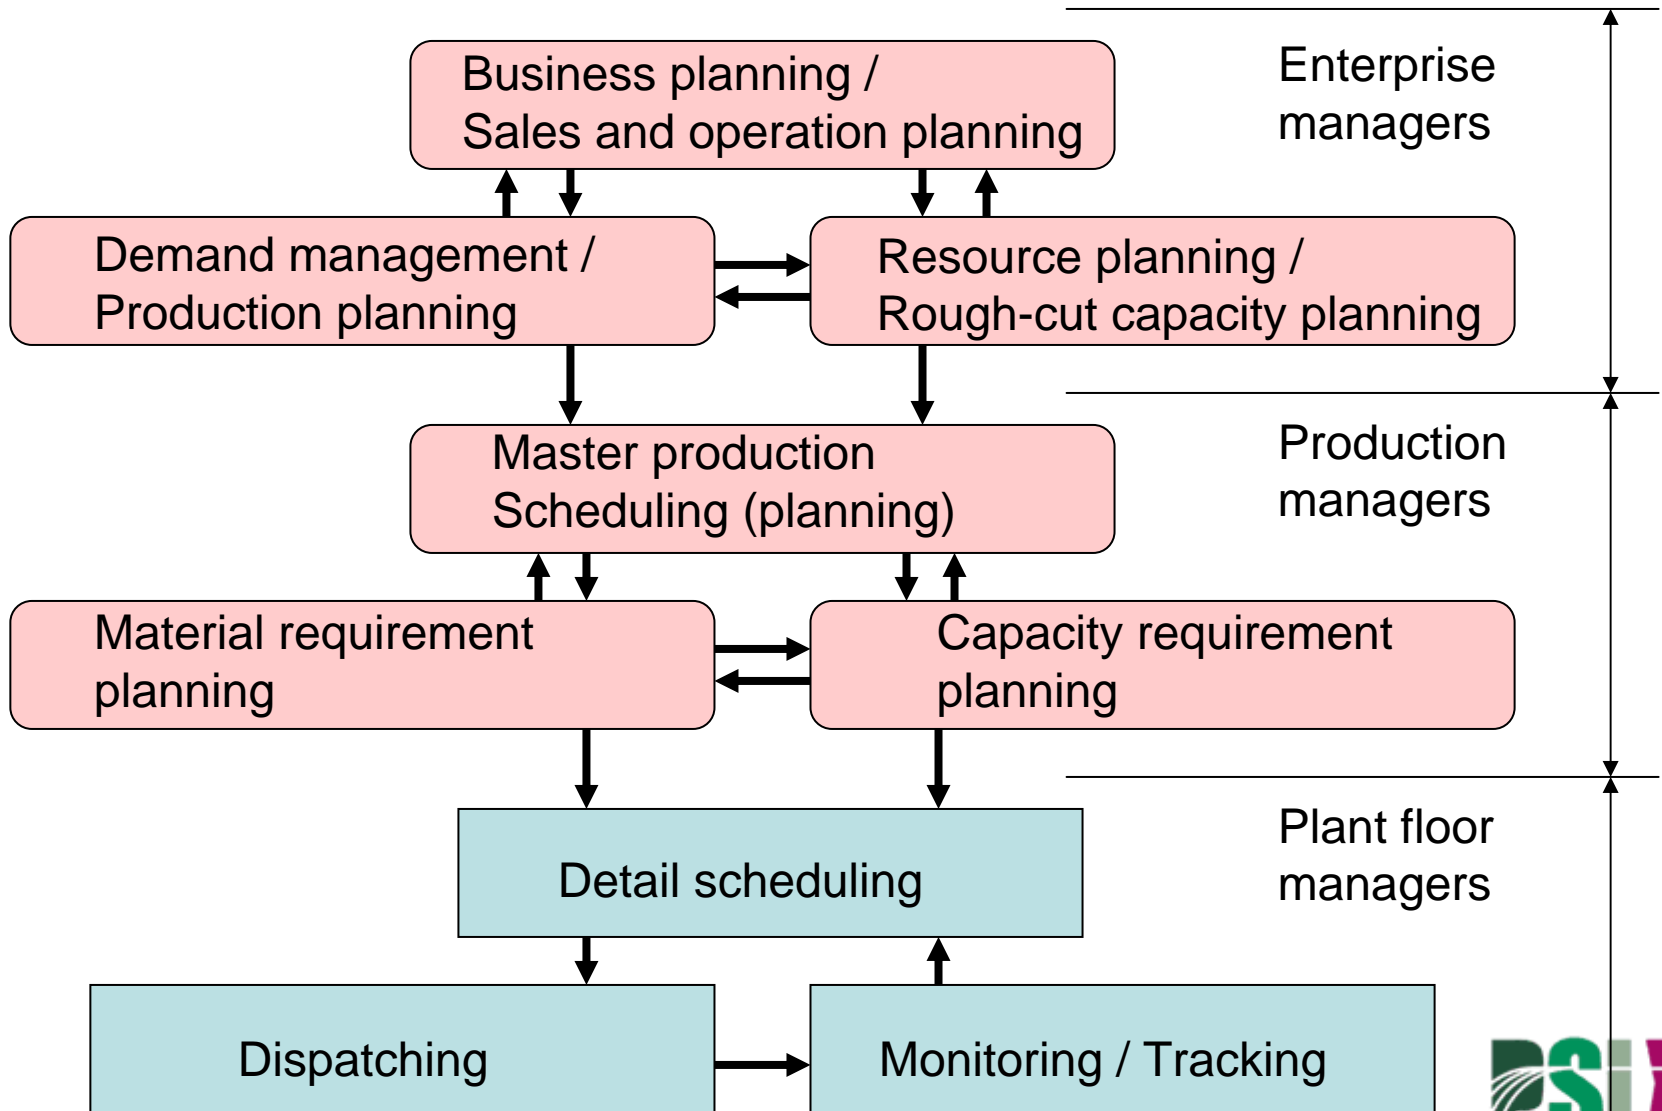 Business planning /
Sales and operation planning
Enterprise
managers
Demand management /
Production planning
Resource planning /
Rough-cut capacity planning
Master production
Scheduling (planning)
Production
managers
Material requirement
planning
Capacity requirement
planning
Detail scheduling
Plant floor
managers
Dispatching
Monitoring / Tracking